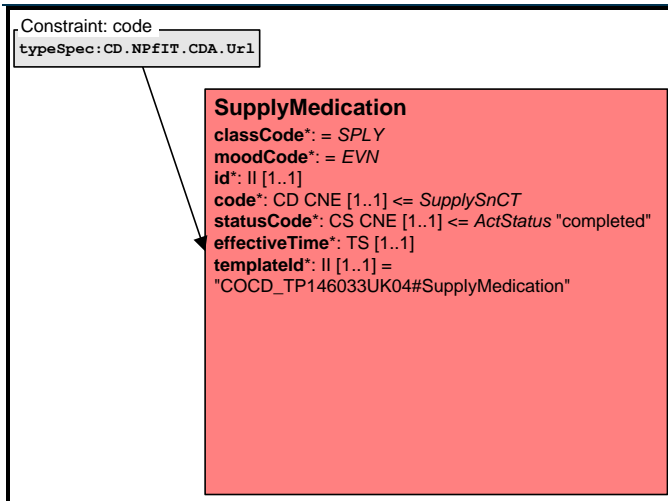 Constraint: code
typeSpec:CD.NPfIT.CDA.Url
SupplyMedication
classCode*: = SPLY
moodCode*: = EVN
id*: II [1..1]
code*: CD CNE [1..1] <= SupplySnCT
statusCode*: CS CNE [1..1] <= ActStatus "completed"
effectiveTime*: TS [1..1]
templateId*: II [1..1] =
"COCD_TP146033UK04#SupplyMedication"